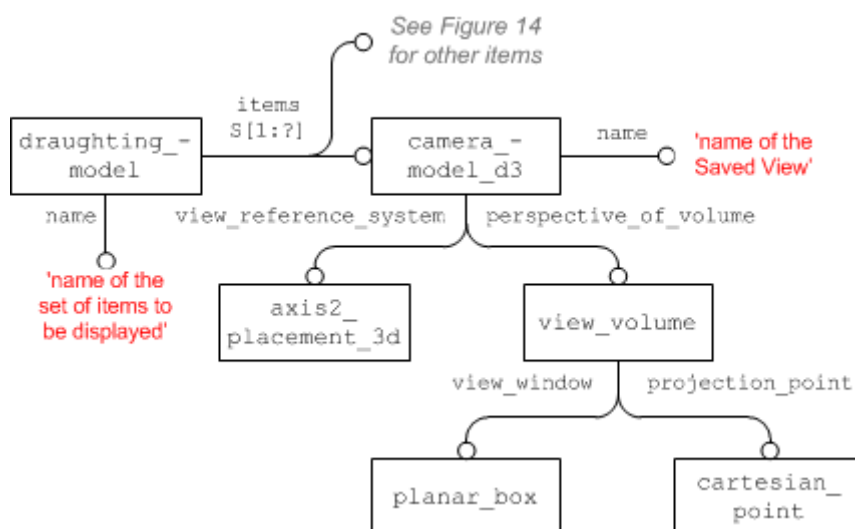 See Figure 14
for other items
items
S[1:?]
draughting_-
model
camera_-
model_d3
name
'name of the
Saved View'
name
view_reference_system
perspective_of_volume
'name of the
set of items to
be displayed'
axis2_
placement_3d
view_volume
view_window
projection_point
planar_box
cartesian_
point